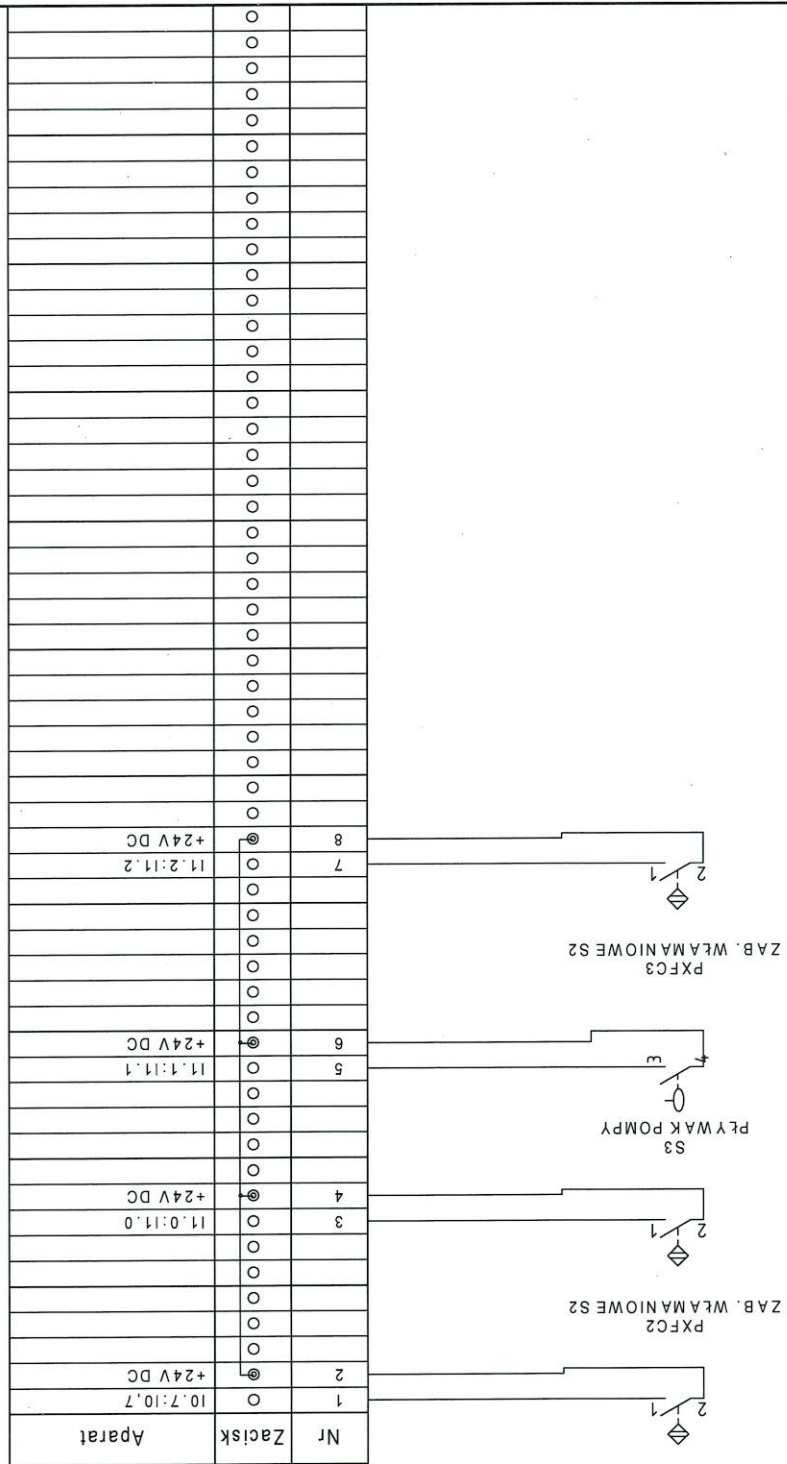 Nr Zacisk Aparat
2 1
1 I0.7:I0,7
2 +24V DC
PXFC2
ZAB. WŁAMANIOWE S2
2 1
3 I1.0:I1.0
4 +24V DC
S3
PŁYWAK POMPY
4 3
5 I1.1:I1.1
6 +24V DC
PXFC3
ZAB. WŁAMANIOWE S2
2 1
7 I1.2:I1.2
8 +24V DC